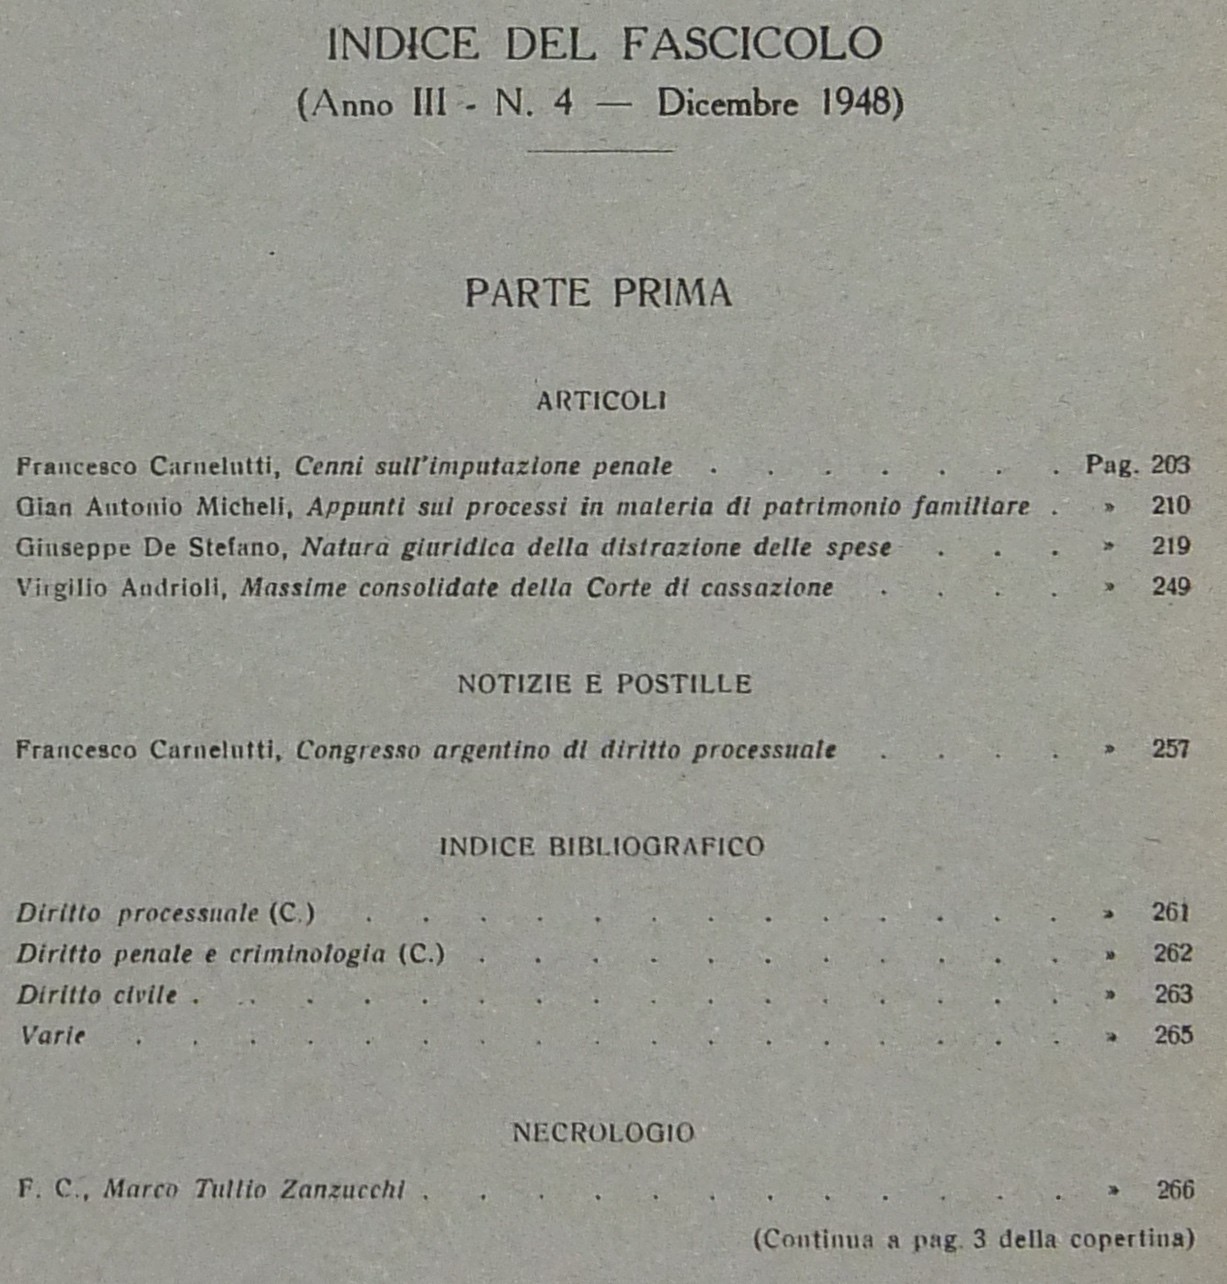 INDICE DEL FASCICOLO
(Anno III - N. 4 — Dicembre 1948)
PARTE PRIMA
ARTICOLI
Francesco Carnelutti, Cenni sull'imputazione penale . . . . . . . Pag. 203
Gian Antonio Micheli, Appunti sui processi in materia di patrimonio familiare . » 210
Giuseppe De Stefano, Natura giuridica della distrazione delle spese . . . » 219
Virgilio Andrioli, Massime consolidate della Corte di cassazione . . . . » 249
NOTIZIE E POSTILLE
Francesco Carnelutti, Congresso argentino di diritto processuale . . . . » 257
INDICE BIBLIOGRAFICO
Diritto processuale (C.) . . . . . . . . . . . . . » 261
Diritto penale e criminologia (C.) . . . . . . . . . . . » 262
Diritto civile . . . . . . . . . . . . . . . . » 263
Varie . . . . . . . . . . . . . . . . . » 265
NECROLOGIO
F. C., Marco Tullio Zanzucchi . . . . . . . . . . . . » 266
(Continua a pag. 3 della copertina)